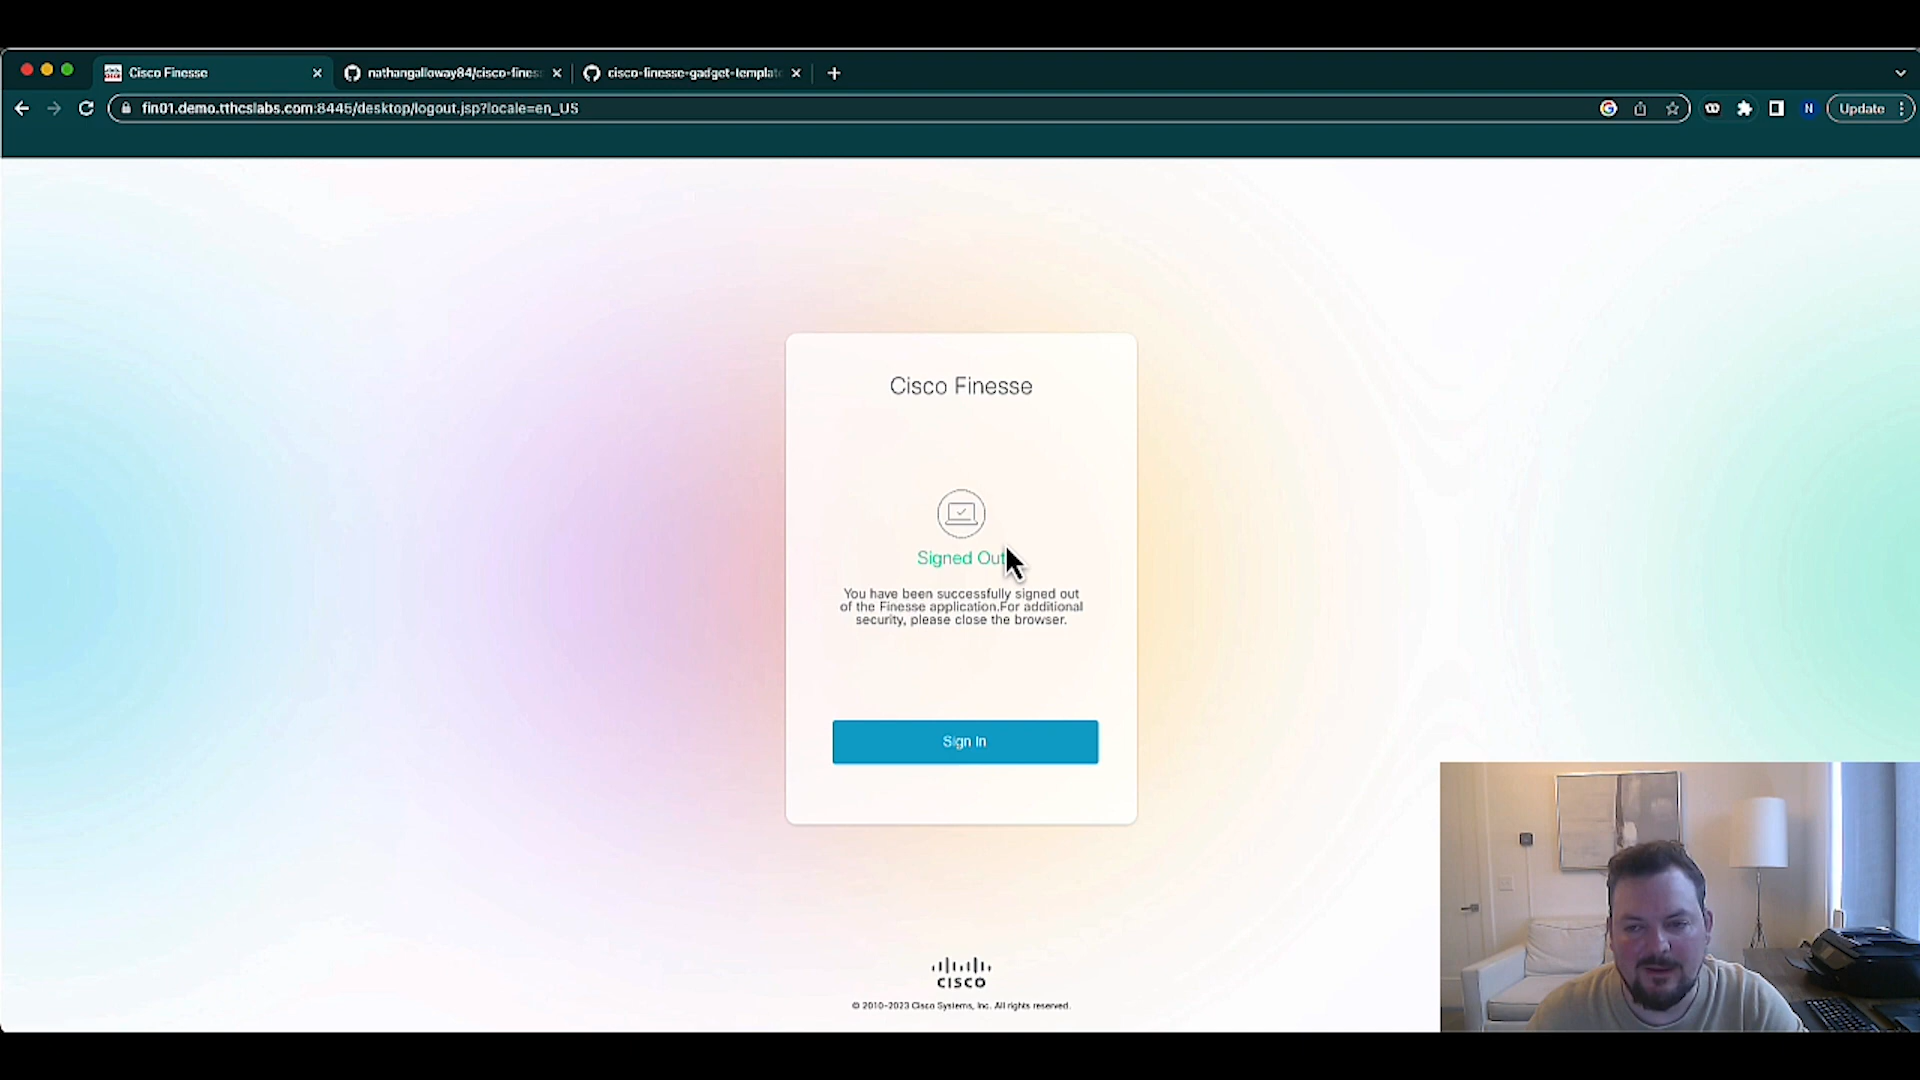 Cisco Finesse
nathangalloway84/cisco-fines
cisco-finesse-gadget-templat
fin01.demo.tthcslabs.com:8445/desktop/logout.jsp?locale=en_US
N
Update
Cisco Finesse
Signed Out
You have been successfully signed out
of the Finesse application.For additional
security, please close the browser.
Sign In
CISCO
© 2010-2023 Cisco Systems, Inc. All rights reserved.